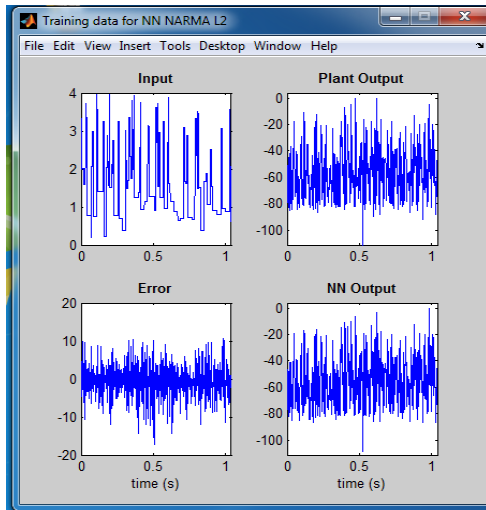 Training data for NN NARMA L2
File Edit View Insert Tools Desktop Window Help
Input
4
3
2
1
0
0 0.5 1
Plant Output
0
-20
-40
-60
-80
-100
0 0.5 1
Error
20
10
0
-10
-20
0 0.5 1
time (s)
NN Output
0
-20
-40
-60
-80
-100
0 0.5 1
time (s)